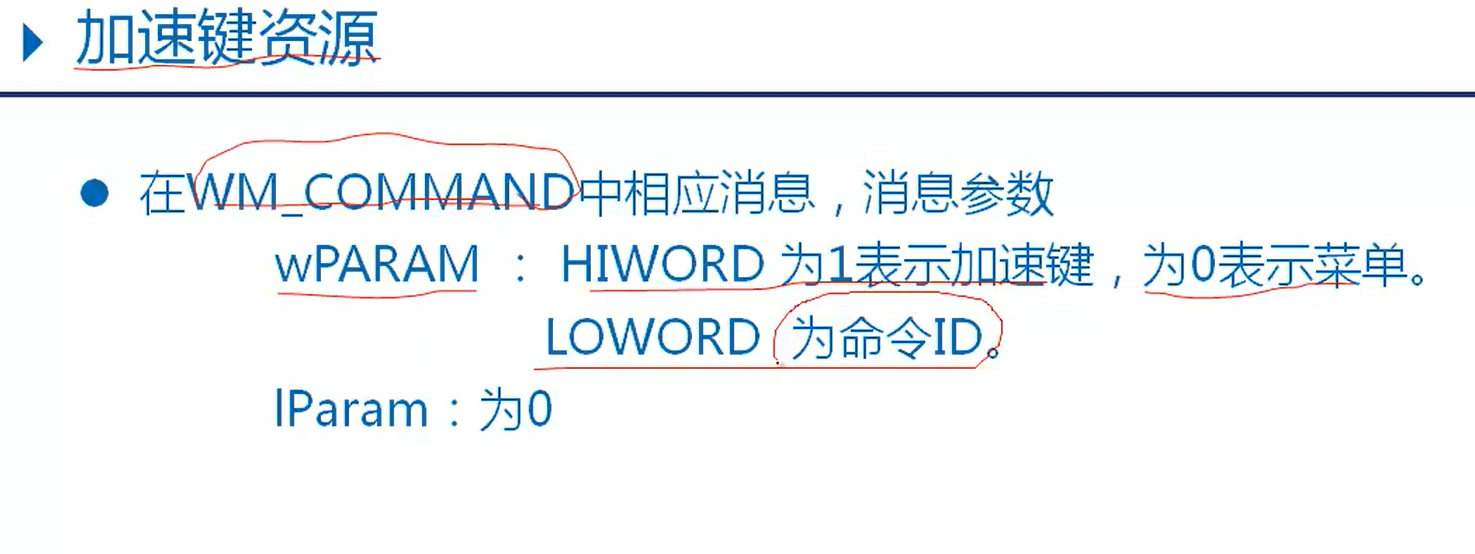 加速键资源
在WM_COMMAND中相应消息，消息参数
wPARAM ： HIWORD 为1表示加速键，为0表示菜单。
LOWORD 为命令ID。
lParam：为0